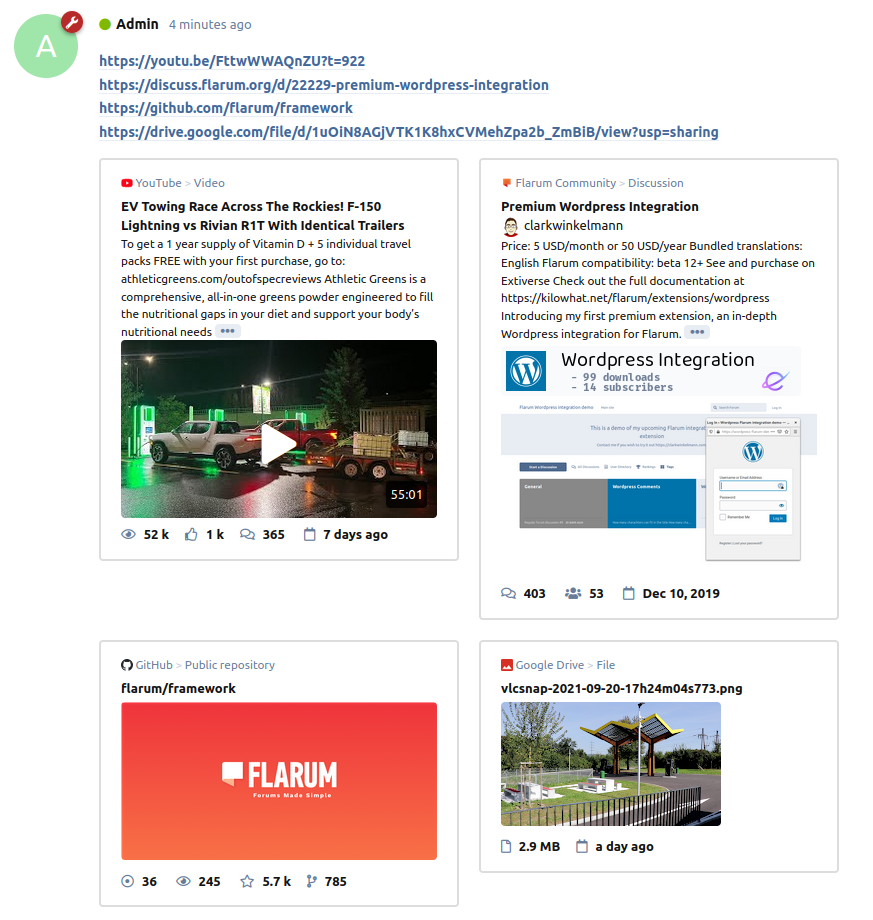 A
Admin 4 minutes ago
https://youtu.be/FttwWWAQnZU?t=922
https://discuss.flarum.org/d/22229-premium-wordpress-integration
https://github.com/flarum/framework
https://drive.google.com/file/d/1uOiN8AGjVTK1K8hxCVMehZpa2b_ZmBiB/view?usp=sharing
YouTube > Video
EV Towing Race Across The Rockies! F-150
Lightning vs Rivian R1T With Identical Trailers
To get a 1 year supply of Vitamin D + 5 individual travel
packs FREE with your first purchase, go to:
athleticgreens.com/outofspecreviews Athletic Greens is a
comprehensive, all-in-one greens powder engineered to fill
the nutritional gaps in your diet and support your body's
nutritional needs •••
55:01
52 k 1 k 365 7 days ago
Flarum Community > Discussion
Premium Wordpress Integration
clarkwinkelmann
Price: 5 USD/month or 50 USD/year Bundled translations:
English Flarum compatibility: beta 12+ See and purchase on
Extiverse Check out the full documentation at
https://kilowhat.net/flarum/extensions/wordpress
Introducing my first premium extension, an in-depth
Wordpress integration for Flarum. •••
Wordpress Integration
- 99 downloads
- 14 subscribers
Flarum Wordpress integration demo
Log In
This is a demo of my upcoming Flarum
extension
Start a Discussion
All Discussions
User Directory
Rankings
Tags
General
Wordpress Comments
Username or Email Address
Password
Remember Me
Log In
403 53 Dec 10, 2019
GitHub > Public repository
flarum/framework
FLARUM
Forums Made Simple
36 245 5.7 k 785
Google Drive > File
vlcsnap-2021-09-20-17h24m04s773.png
2.9 MB a day ago